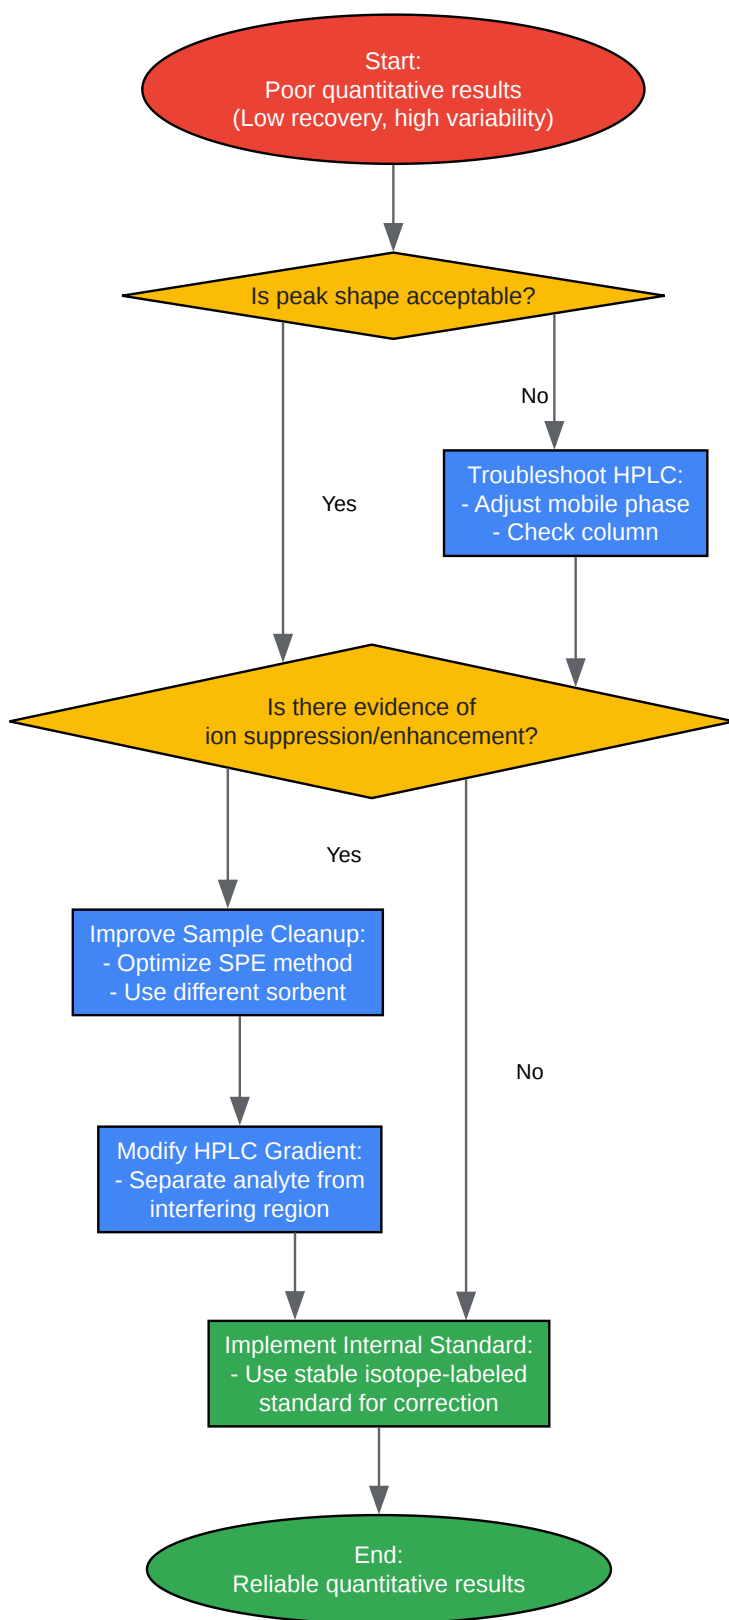 Start:
Poor quantitative results
(Low recovery, high variability)
Is peak shape acceptable?
No
Troubleshoot HPLC:
- Adjust mobile phase
- Check column
Yes
Is there evidence of
ion suppression/enhancement?
Yes
Improve Sample Cleanup:
- Optimize SPE method
- Use different sorbent
No
Modify HPLC Gradient:
- Separate analyte from
interfering region
Implement Internal Standard:
- Use stable isotope-labeled
standard for correction
End:
Reliable quantitative results